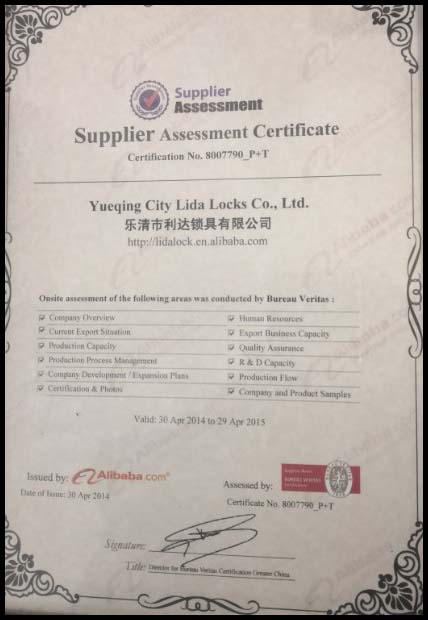 Supplier
Assessment
Supplier Assessment Certificate
Certification No. 8007790_P+T
Yueqing City Lida Locks Co., Ltd.
乐清市利达锁具有限公司
http://lidalock.en.alibaba.com
Onsite assessment of the following areas was conducted by Bureau Veritas :
Company Overview
Human Resources
Current Export Situation
Export Business Capacity
Production Capacity
Quality Assurance
Production Process Management
R & D Capacity
Company Development / Expansion Plans
Production Flow
Certification & Photos
Company and Product Samples
Valid: 30 Apr 2014 to 29 Apr 2015
Issued by: Alibaba.com®
Date of Issue: 30 Apr 2014
Assessed by:
BUREAU VERITAS
Certificate No. 8007790_P+T
Signature:
Title: Director for Bureau Veritas Certification Greater China